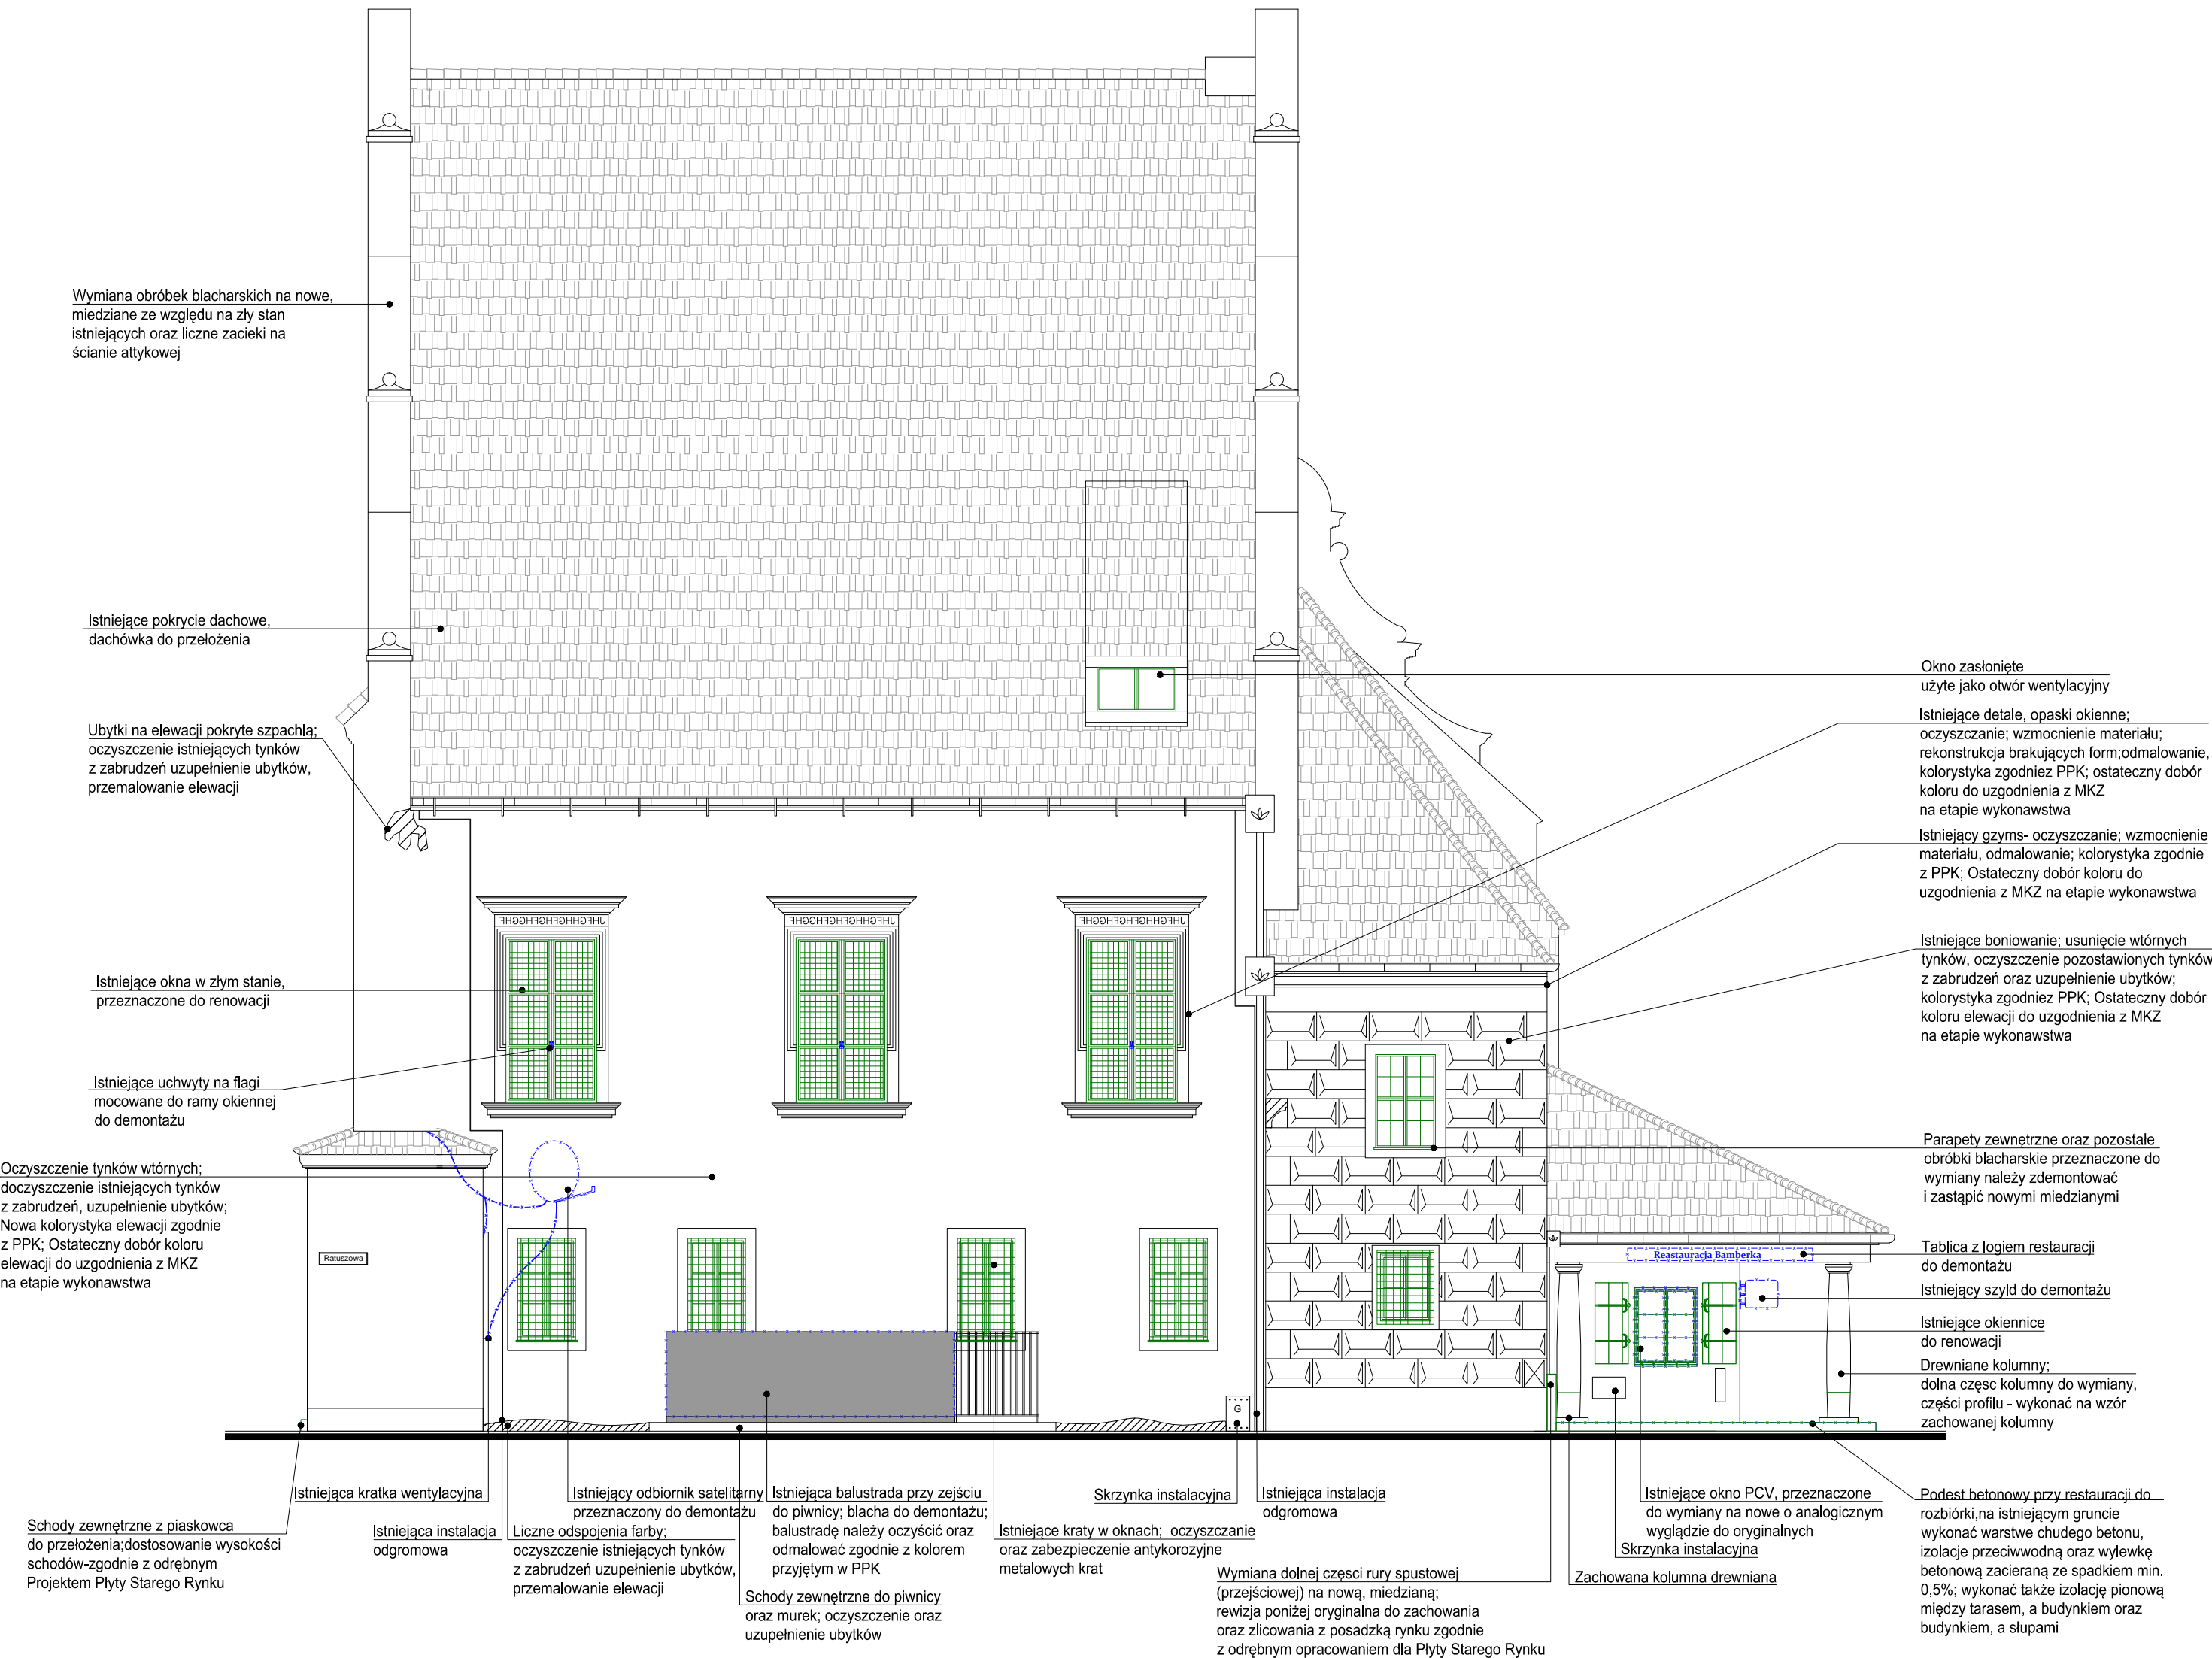 Wymiana obróbek blacharskich na nowe,
miedziane ze względu na zły stan
istniejących oraz liczne zacieki na
ścianie attykowej
Istniejące pokrycie dachowe,
dachówka do przełożenia
Ubytki na elewacji pokryte szpachlą;
oczyszczenie istniejących tynków
z zabrudzeń uzupełnienie ubytków,
przemalowanie elewacji
Istniejące okna w złym stanie,
przeznaczone do renowacji
Istniejące uchwyty na flagi
mocowane do ramy okiennej
do demontażu
Oczyszczenie tynków wtórnych;
doczyszczenie istniejących tynków
z zabrudzeń, uzupełnienie ubytków;
Nowa kolorystyka elewacji zgodnie
z PPK; Ostateczny dobór koloru
elewacji do uzgodnienia z MKZ
na etapie wykonawstwa
Ratuszowa
JHFGHHGFHGFHGGHF
JHFGHHGFHGFHGGHF
JHFGHHGFHGFHGGHF
G
Reastauracja Bamberka
Okno zasłonięte
użyte jako otwór wentylacyjny
Istniejące detale, opaski okienne;
oczyszczanie; wzmocnienie materiału;
rekonstrukcja brakujących form;odmalowanie,
kolorystyka zgodniez PPK; ostateczny dobór
koloru do uzgodnienia z MKZ
na etapie wykonawstwa
Istniejący gzyms- oczyszczanie; wzmocnienie
materiału, odmalowanie; kolorystyka zgodnie
z PPK; Ostateczny dobór koloru do
uzgodnienia z MKZ na etapie wykonawstwa
Istniejące boniowanie; usunięcie wtórnych
tynków, oczyszczenie pozostawionych tynków
z zabrudzeń oraz uzupełnienie ubytków;
kolorystyka zgodniez PPK; Ostateczny dobór
koloru elewacji do uzgodnienia z MKZ
na etapie wykonawstwa
Parapety zewnętrzne oraz pozostałe
obróbki blacharskie przeznaczone do
wymiany należy zdemontować
i zastąpić nowymi miedzianymi
Tablica z logiem restauracji
do demontażu
Istniejący szyld do demontażu
Istniejące okiennice
do renowacji
Drewniane kolumny;
dolna częsc kolumny do wymiany,
części profilu - wykonać na wzór
zachowanej kolumny
Schody zewnętrzne z piaskowca
do przełożenia;dostosowanie wysokości
schodów-zgodnie z odrębnym
Projektem Płyty Starego Rynku
Istniejąca kratka wentylacyjna
Istniejąca instalacja
odgromowa
Istniejący odbiornik satelitarny
przeznaczony do demontażu
Liczne odspojenia farby;
oczyszczenie istniejących tynków
z zabrudzeń uzupełnienie ubytków,
przemalowanie elewacji
Istniejąca balustrada przy zejściu
do piwnicy; blacha do demontażu;
balustradę należy oczyścić oraz
odmalować zgodnie z kolorem
przyjętym w PPK
Schody zewnętrzne do piwnicy
oraz murek; oczyszczenie oraz
uzupełnienie ubytków
Skrzynka instalacyjna
Istniejące kraty w oknach; oczyszczanie
oraz zabezpieczenie antykorozyjne
metalowych krat
Istniejąca instalacja
odgromowa
Wymiana dolnej częsci rury spustowej
(przejściowej) na nową, miedzianą;
rewizja poniżej oryginalna do zachowania
oraz zlicowania z posadzką rynku zgodnie
z odrębnym opracowaniem dla Płyty Starego Rynku
Istniejące okno PCV, przeznaczone
do wymiany na nowe o analogicznym
wyglądzie do oryginalnych
Skrzynka instalacyjna
Zachowana kolumna drewniana
Podest betonowy przy restauracji do
rozbiórki,na istniejącym gruncie
wykonać warstwe chudego betonu,
izolacje przeciwwodną oraz wylewkę
betonową zacieraną ze spadkiem min.
0,5%; wykonać także izolację pionową
między tarasem, a budynkiem oraz
budynkiem, a słupami